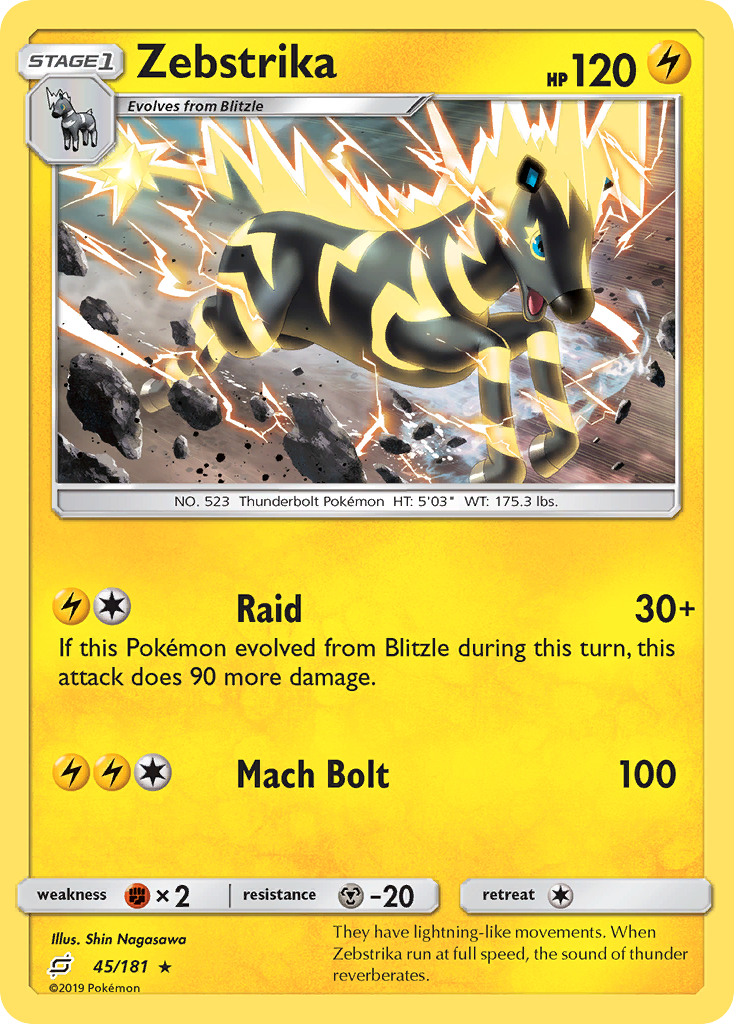 STAGE1
Zebstrika
HP 120
Evolves from Blitzle
NO. 523 Thunderbolt Pokémon HT: 5'03" WT: 175.3 lbs.
Raid 30+
If this Pokémon evolved from Blitzle during this turn, this
attack does 90 more damage.
Mach Bolt 100
weakness ×2 resistance -20 retreat
Illus. Shin Nagasawa
45/181 ★
©2019 Pokémon
They have lightning-like movements. When
Zebstrika run at full speed, the sound of thunder
reverberates.